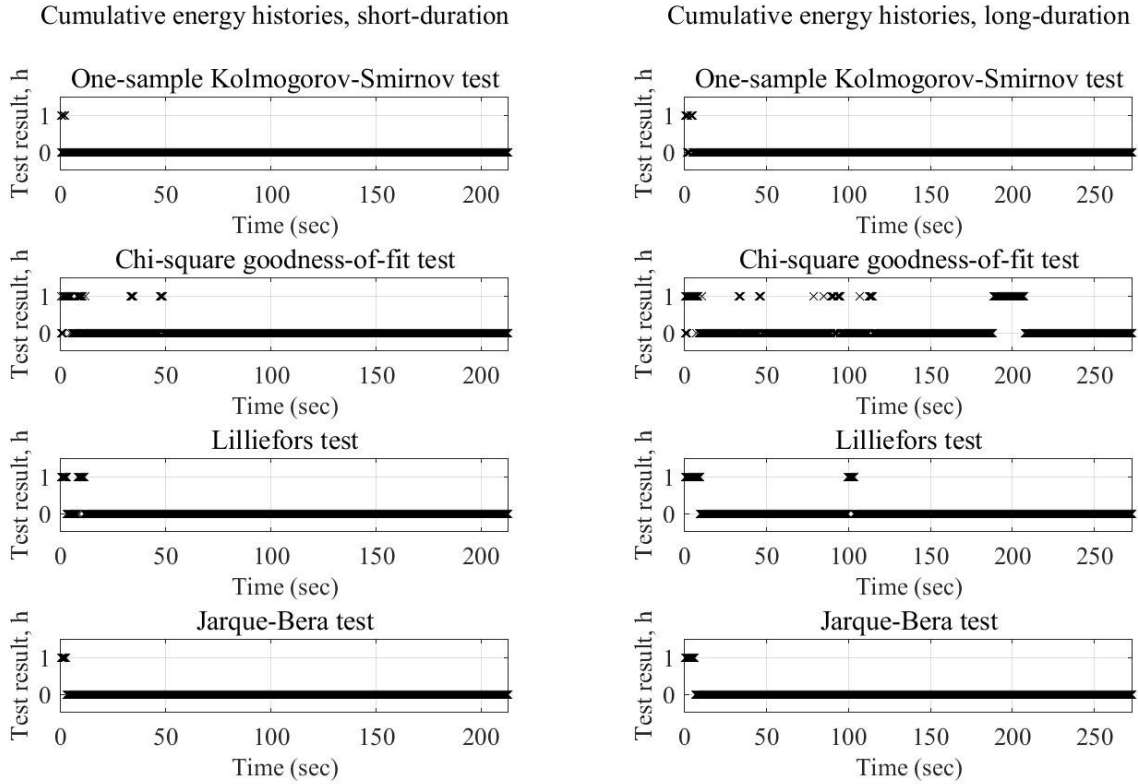 Cumulative energy histories, short-duration
One-sample Kolmogorov-Smirnov test
Test result, h
1
0
0 50 100 150 200
Time (sec)
Chi-square goodness-of-fit test
Test result, h
1
0
0 50 100 150 200
Time (sec)
Lilliefors test
Test result, h
1
0
0 50 100 150 200
Time (sec)
Jarque-Bera test
Test result, h
1
0
0 50 100 150 200
Time (sec)
Cumulative energy histories, long-duration
One-sample Kolmogorov-Smirnov test
Test result, h
1
0
0 50 100 150 200 250
Time (sec)
Chi-square goodness-of-fit test
Test result, h
1
0
0 50 100 150 200 250
Time (sec)
Lilliefors test
Test result, h
1
0
0 50 100 150 200 250
Time (sec)
Jarque-Bera test
Test result, h
1
0
0 50 100 150 200 250
Time (sec)